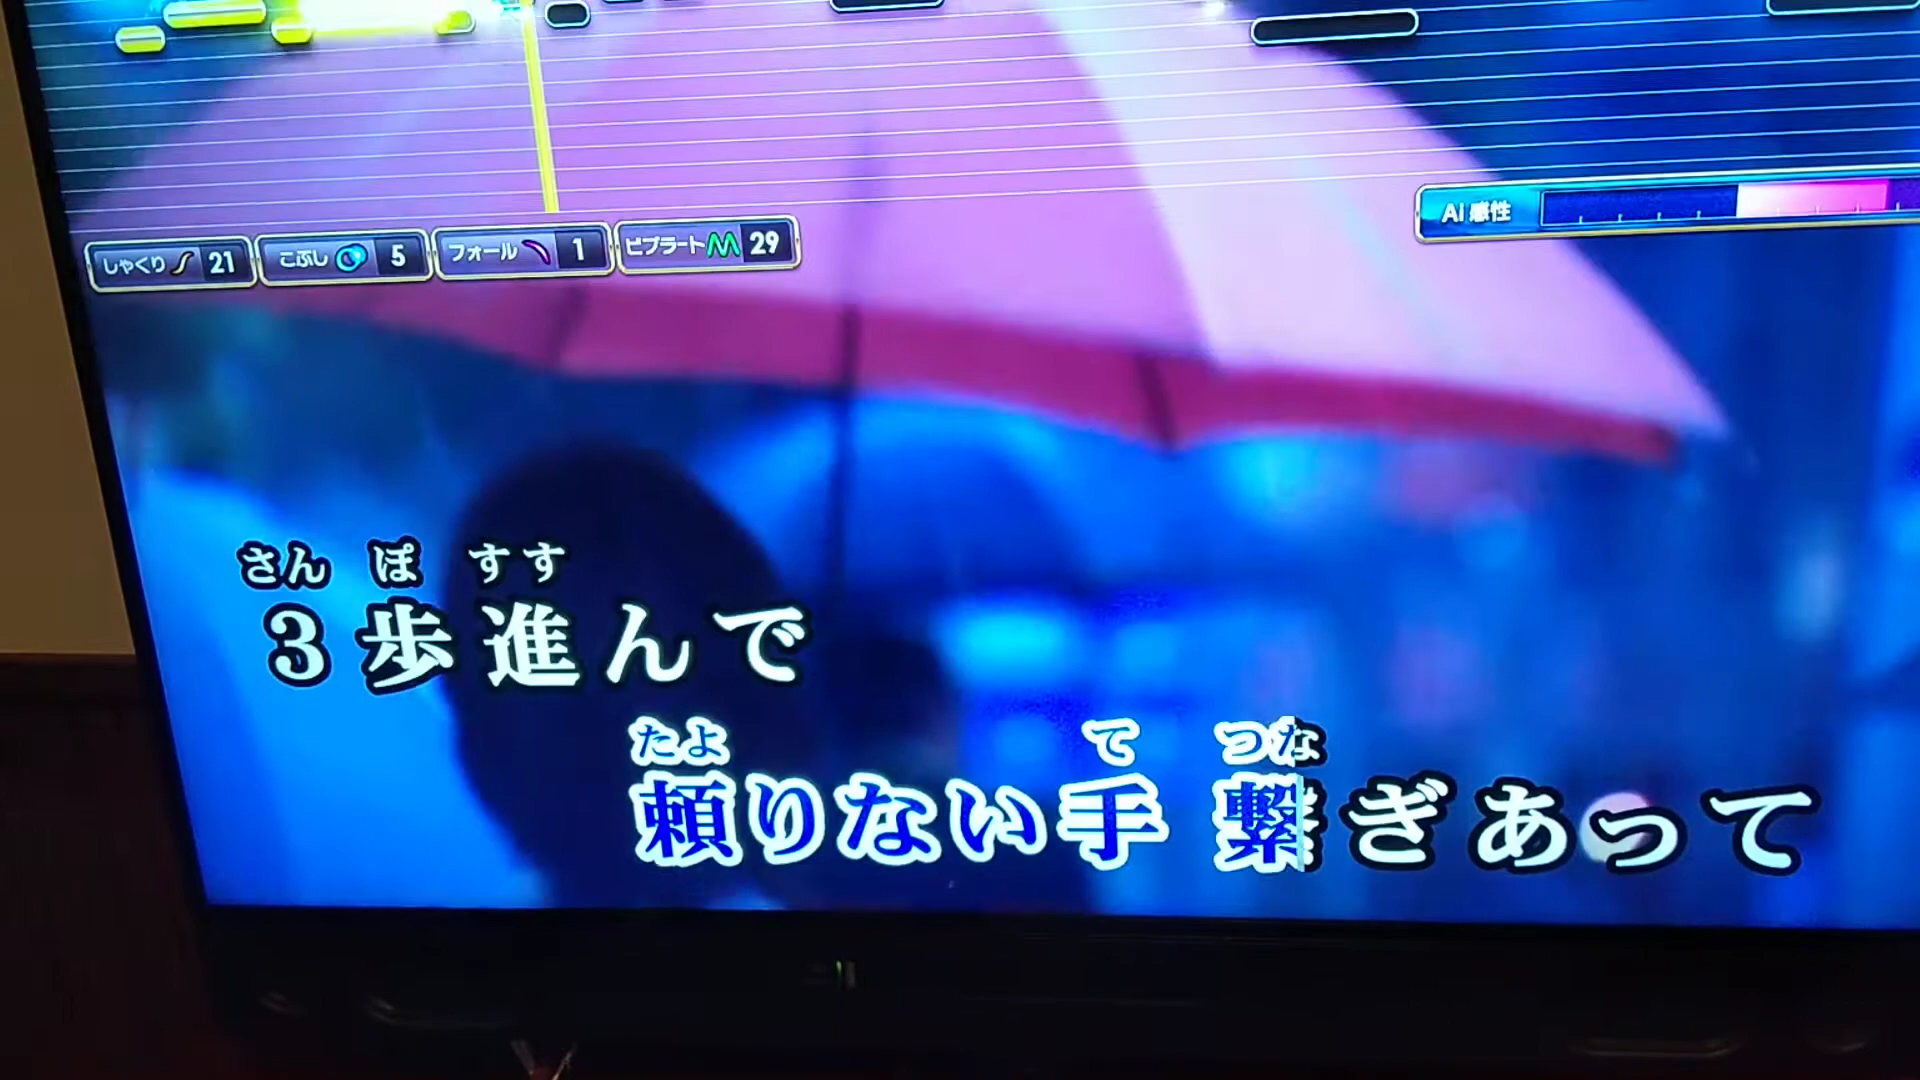 しゃくり 21 こぶし 5 フォール 1 ビブラート 29
Ai 感性
さん ぽ すす
3歩進んで
たよ て つな
頼りない手 繋ぎあって